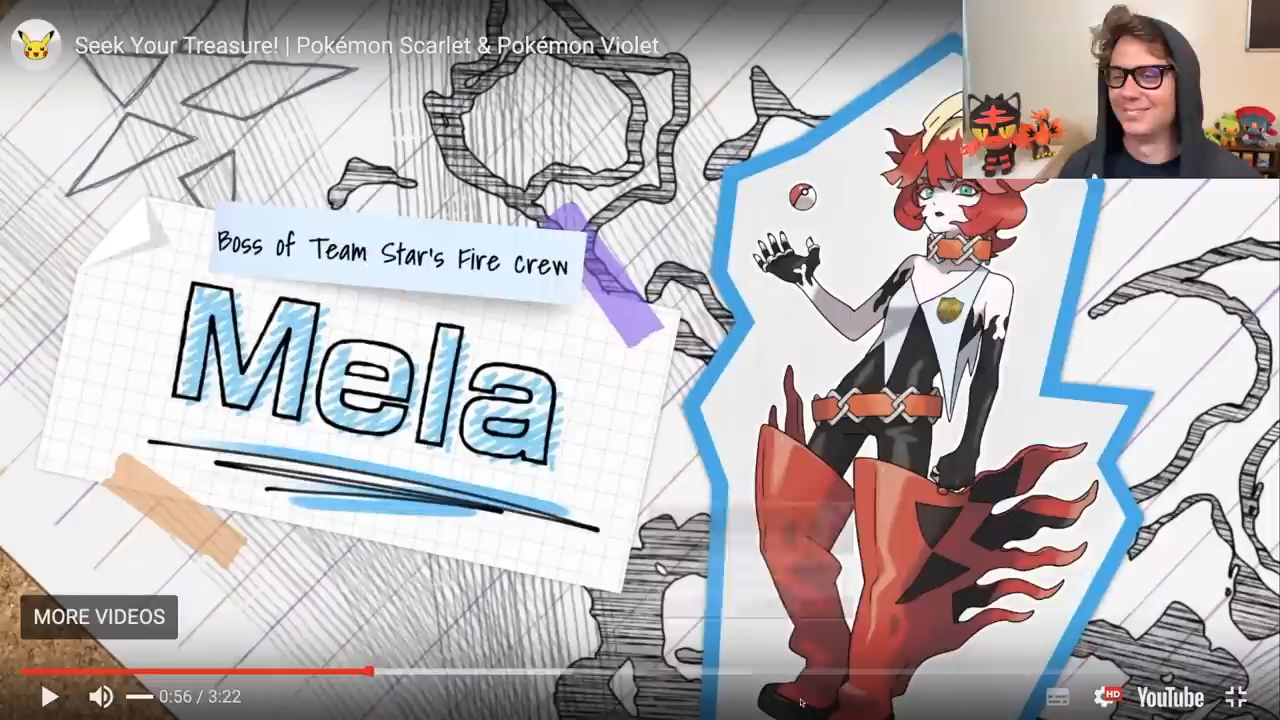 Seek Your Treasure! | Pokémon Scarlet & Pokémon Violet
Boss of Team Star's Fire crew
Mela
MORE VIDEOS
0:56 / 3:22
HD
YouTube